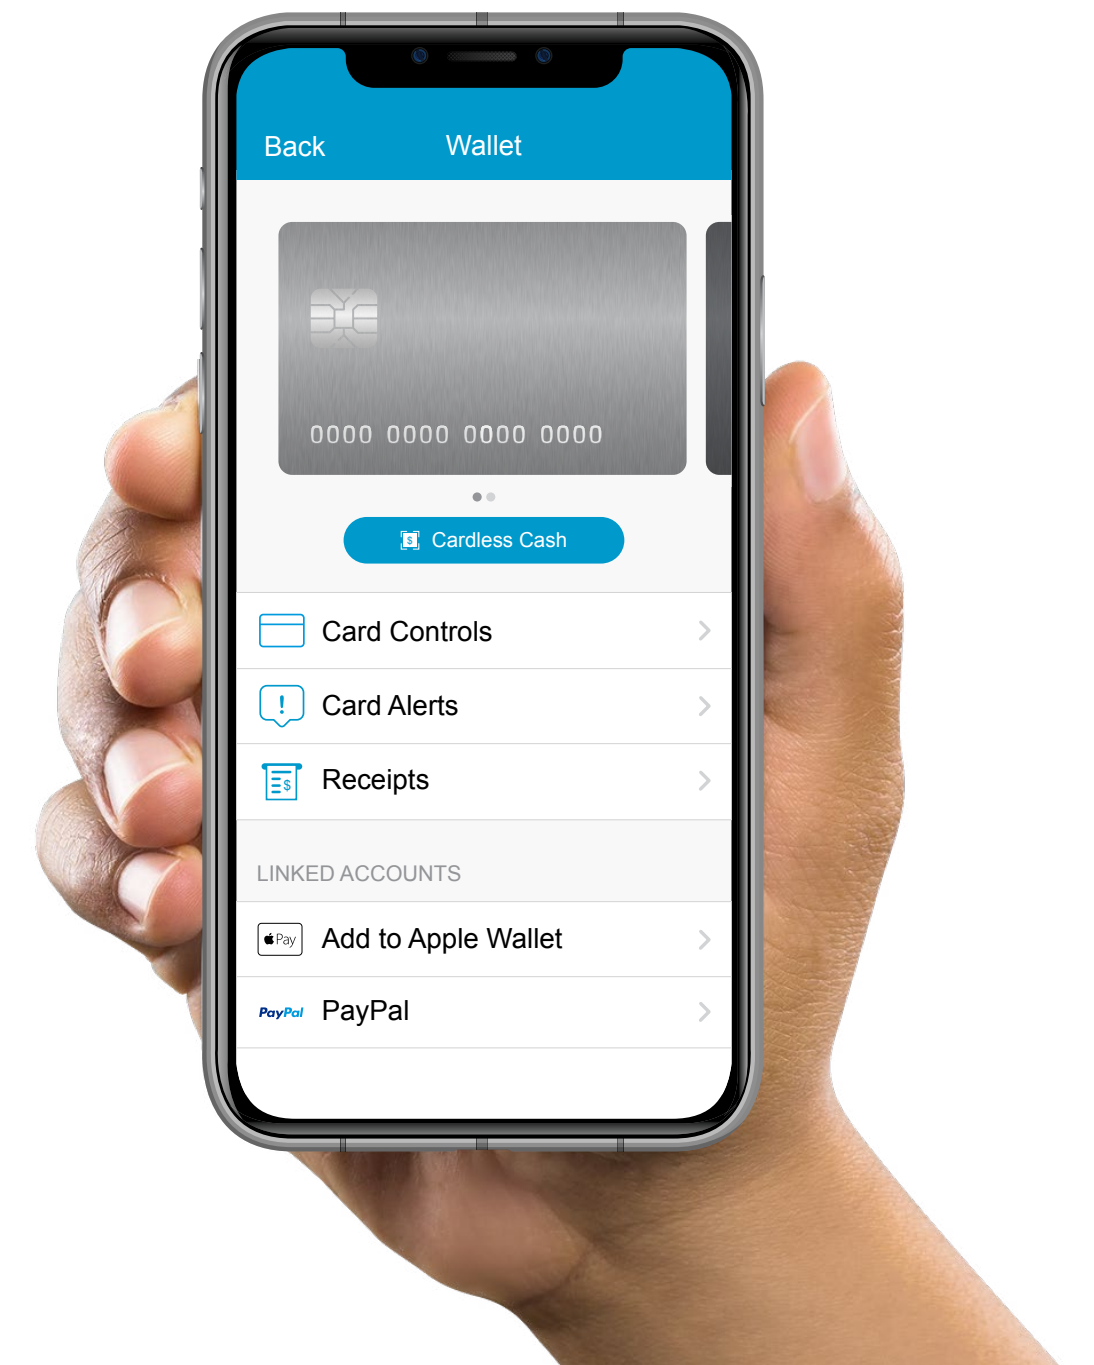 Back
Wallet
0000 0000 0000 0000
$ Cardless Cash
Card Controls
! Card Alerts
$ Receipts
LINKED ACCOUNTS
Pay Add to Apple Wallet
PayPal PayPal